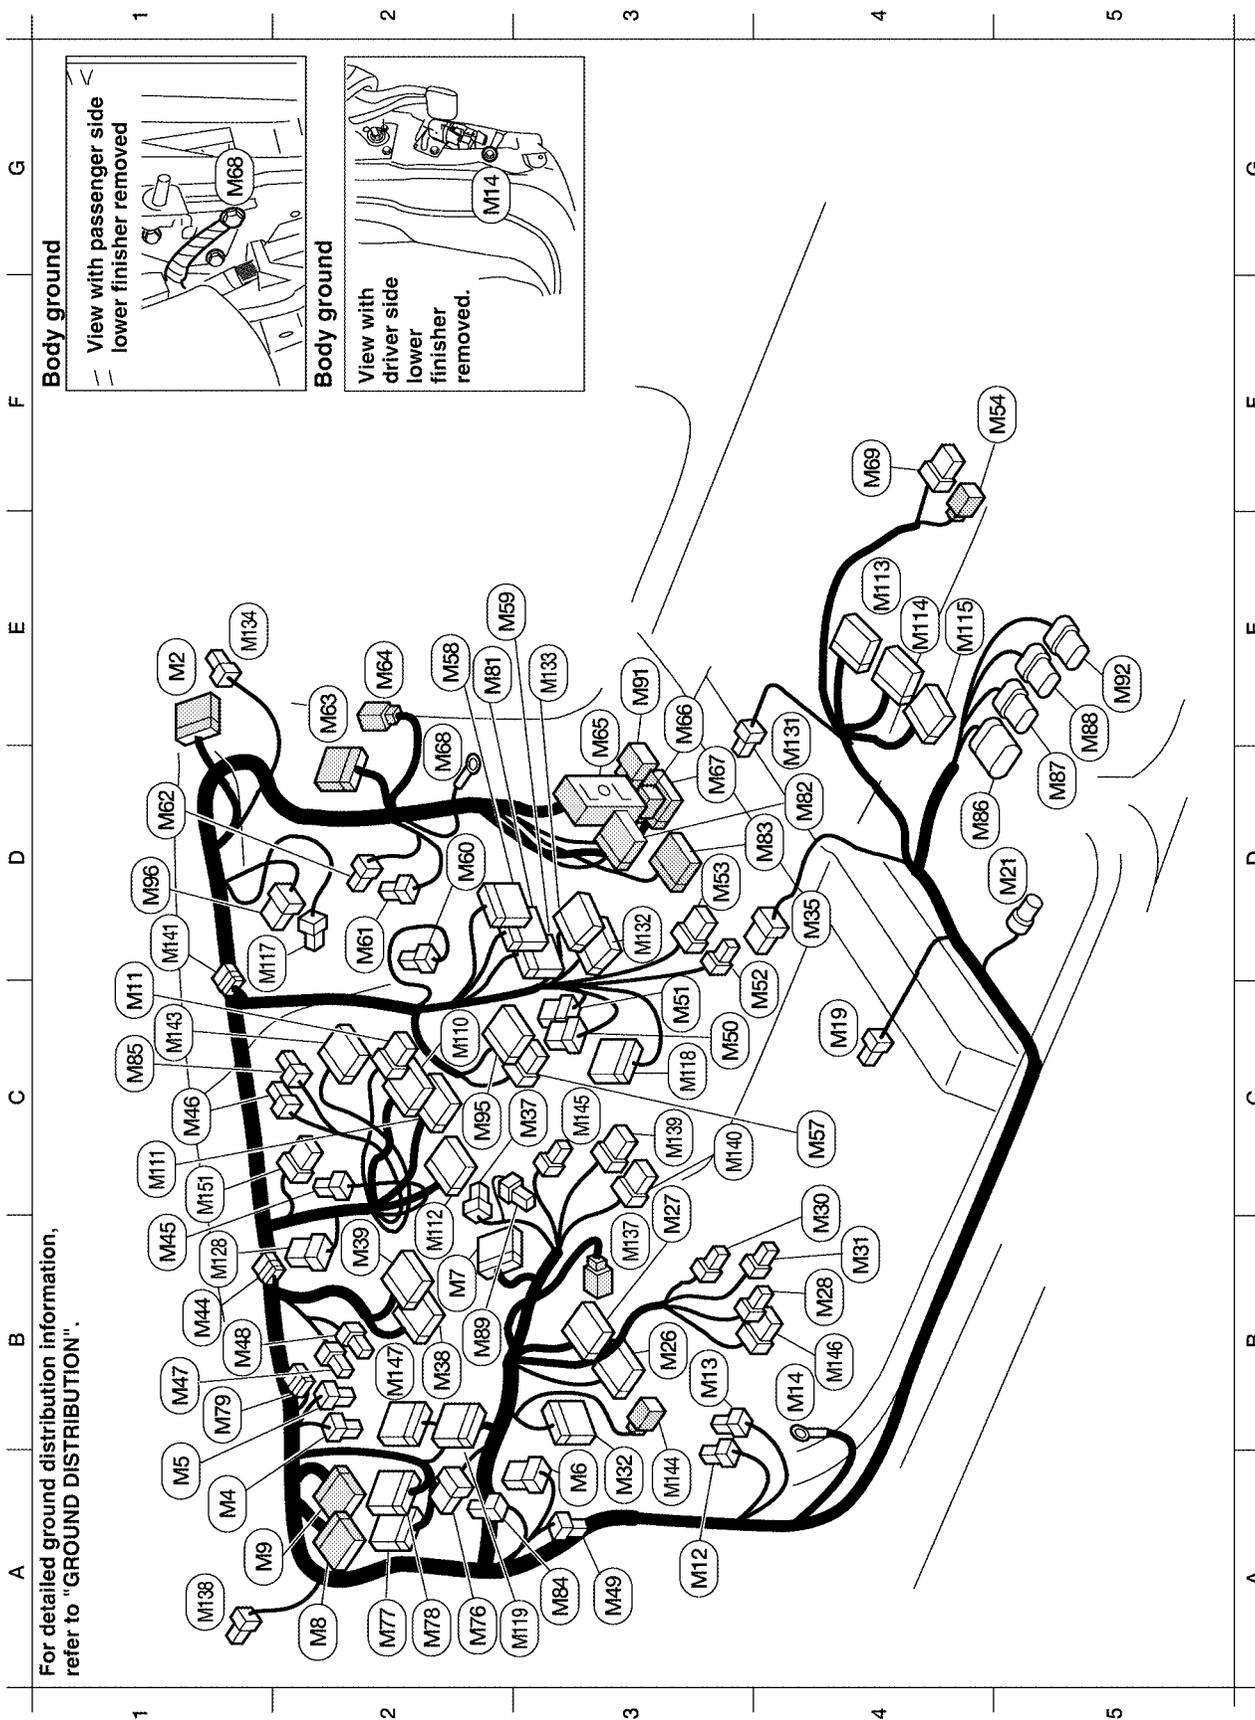 1
2
3
4
5
A
B
C
D
E
F
G
For detailed ground distribution information,
refer to "GROUND DISTRIBUTION".
Body ground
View with passenger side
lower finisher removed
M68
Body ground
View with
driver side
lower
finisher
removed.
M14
M138
M9
M4
M5
M79
M47
M48
M44
M128
M45
M151
M111
M46
M85
M143
M11
M141
M96
M62
M2
M134
M8
M77
M78
M76
M119
M84
M49
M147
M38
M39
M112
M7
M89
M37
M95
M110
M145
M117
M61
M60
M68
M63
M64
M58
M81
M59
M133
M6
M32
M144
M26
M27
M137
M139
M140
M118
M50
M51
M52
M132
M53
M83
M82
M67
M66
M65
M91
M12
M13
M14
M146
M28
M31
M30
M57
M35
M131
M19
M21
M86
M87
M88
M92
M113
M114
M115
M69
M54
1
2
3
4
5
A
B
C
D
E
F
G